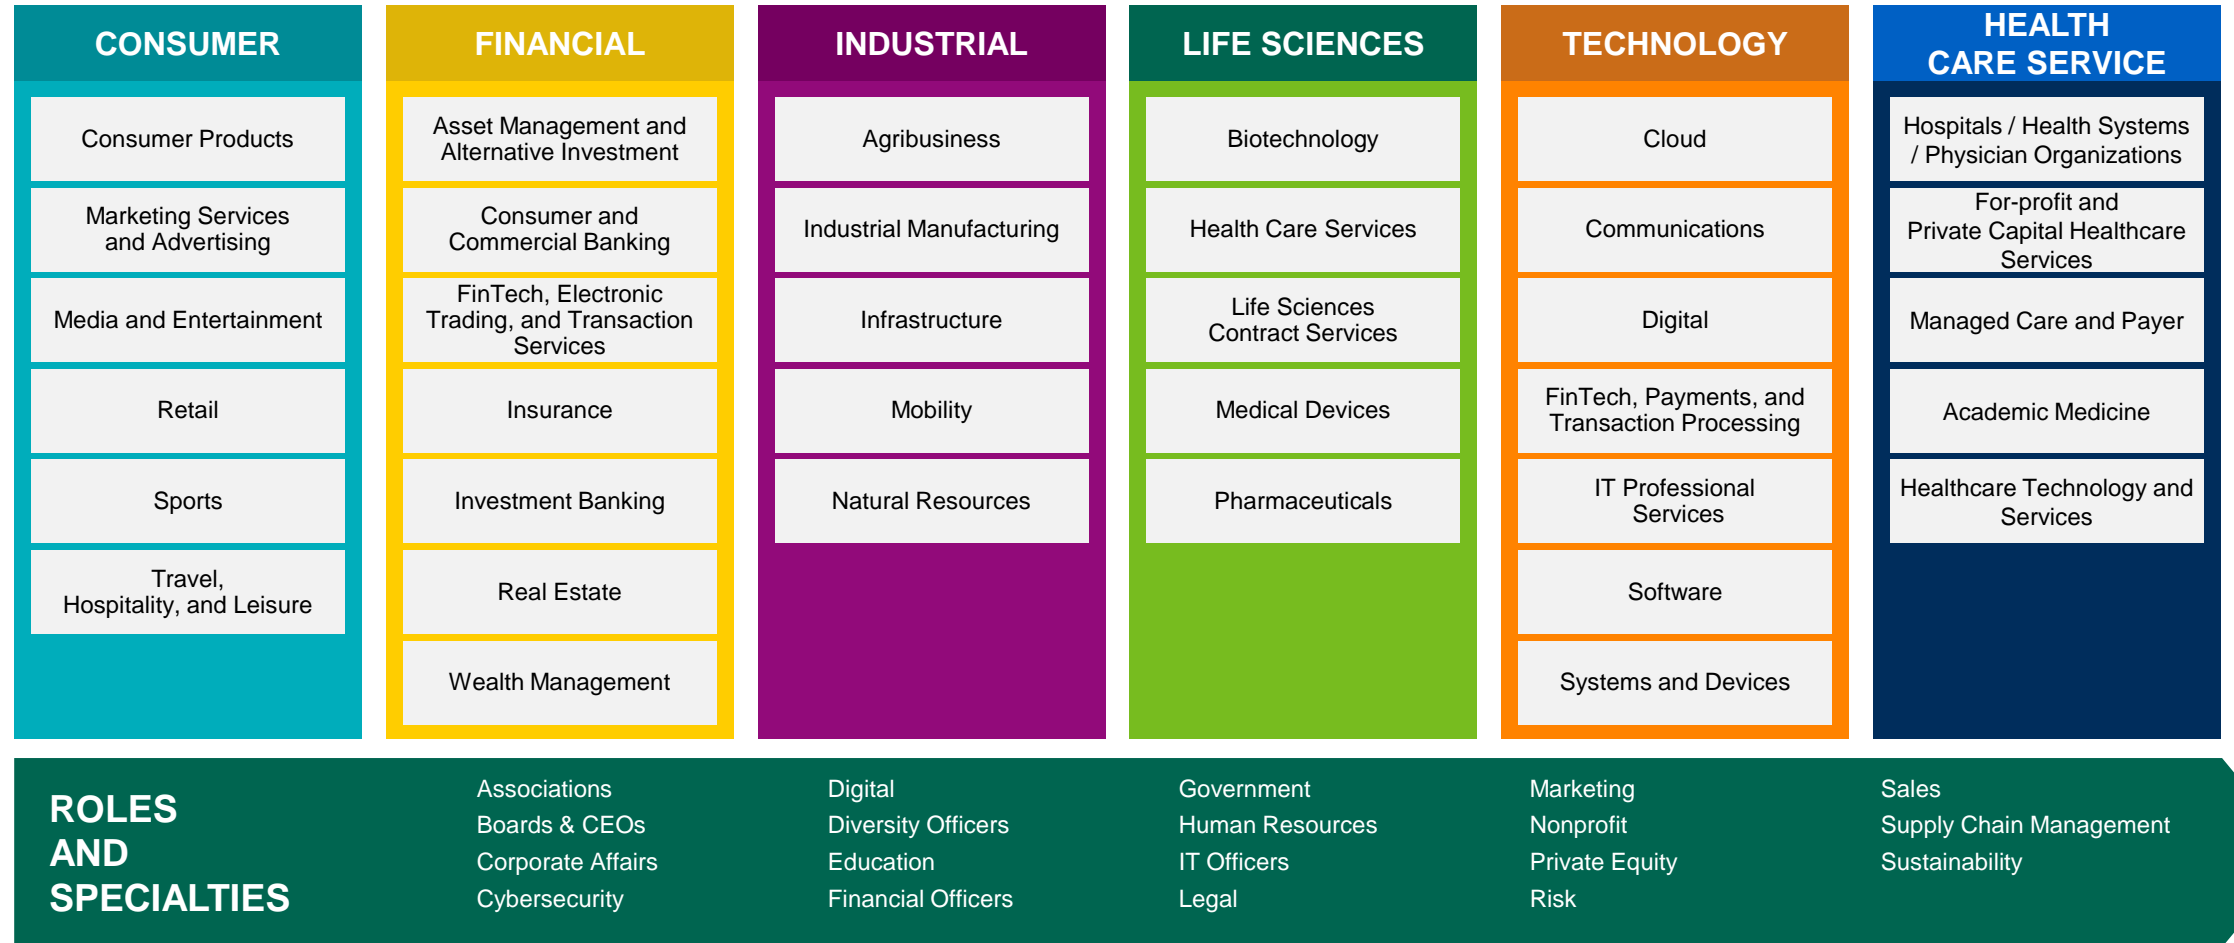 CONSUMER
Consumer Products
Marketing Services
and Advertising
Media and Entertainment
Retail
Sports
Travel,
Hospitality, and Leisure
FINANCIAL
Asset Management and
Alternative Investment
Consumer and
Commercial Banking
FinTech, Electronic
Trading, and Transaction
Services
Insurance
Investment Banking
Real Estate
Wealth Management
INDUSTRIAL
Agribusiness
Industrial Manufacturing
Infrastructure
Mobility
Natural Resources
LIFE SCIENCES
Biotechnology
Health Care Services
Life Sciences
Contract Services
Medical Devices
Pharmaceuticals
TECHNOLOGY
Cloud
Communications
Digital
FinTech, Payments, and
Transaction Processing
IT Professional
Services
Software
Systems and Devices
HEALTH
CARE SERVICE
Hospitals / Health Systems
/ Physician Organizations
For-profit and
Private Capital Healthcare
Services
Managed Care and Payer
Academic Medicine
Healthcare Technology and
Services
ROLES
AND
SPECIALTIES
Associations
Boards & CEOs
Corporate Affairs
Cybersecurity
Digital
Diversity Officers
Education
Financial Officers
Government
Human Resources
IT Officers
Legal
Marketing
Nonprofit
Private Equity
Risk
Sales
Supply Chain Management
Sustainability